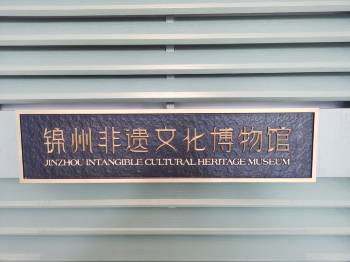 锦州非遗文化博物馆
JINZHOU INTANGIBLE CULTURAL HERITAGE MUSEUM